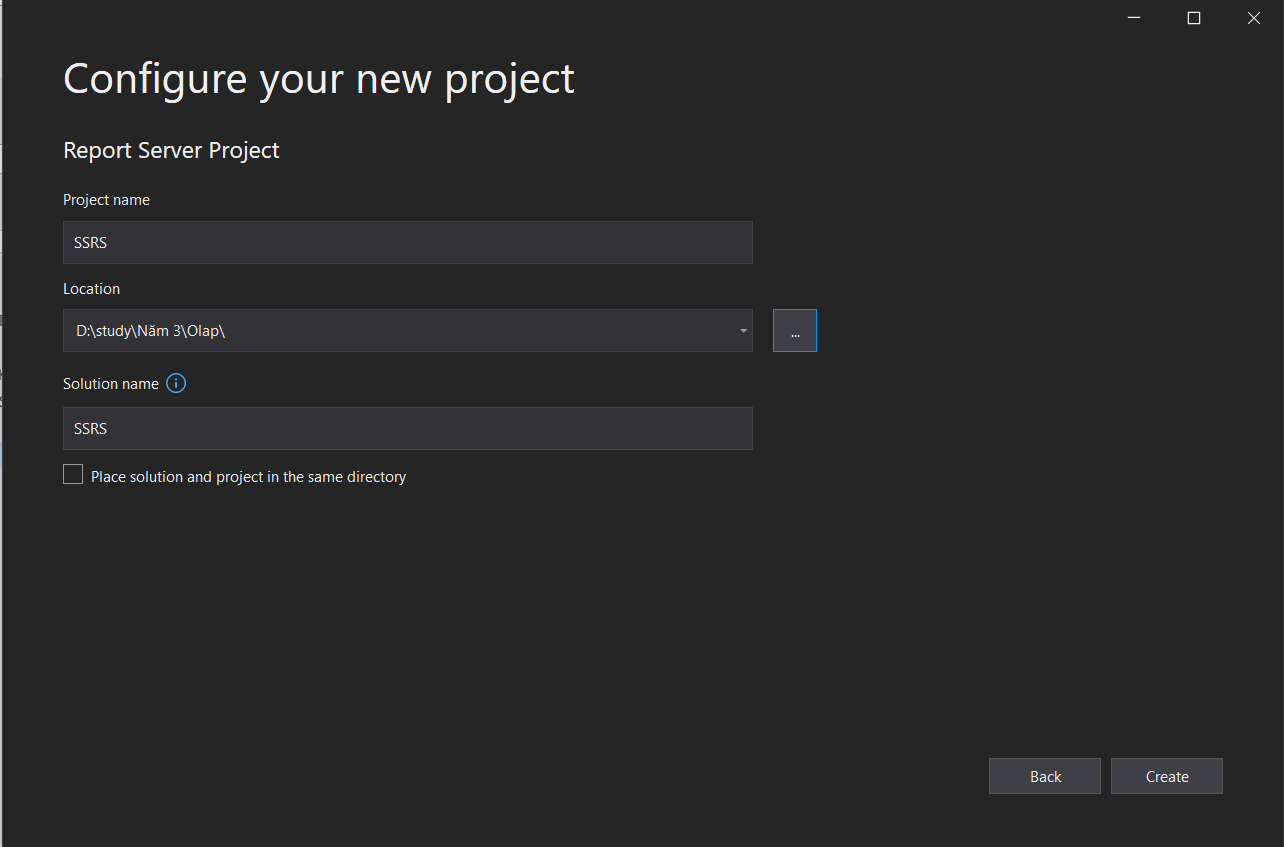 Configure your new project
Report Server Project
Project name
SSRS
Location
D:\study\Năm 3\Olap\
...
Solution name
SSRS
Place solution and project in the same directory
Back
Create